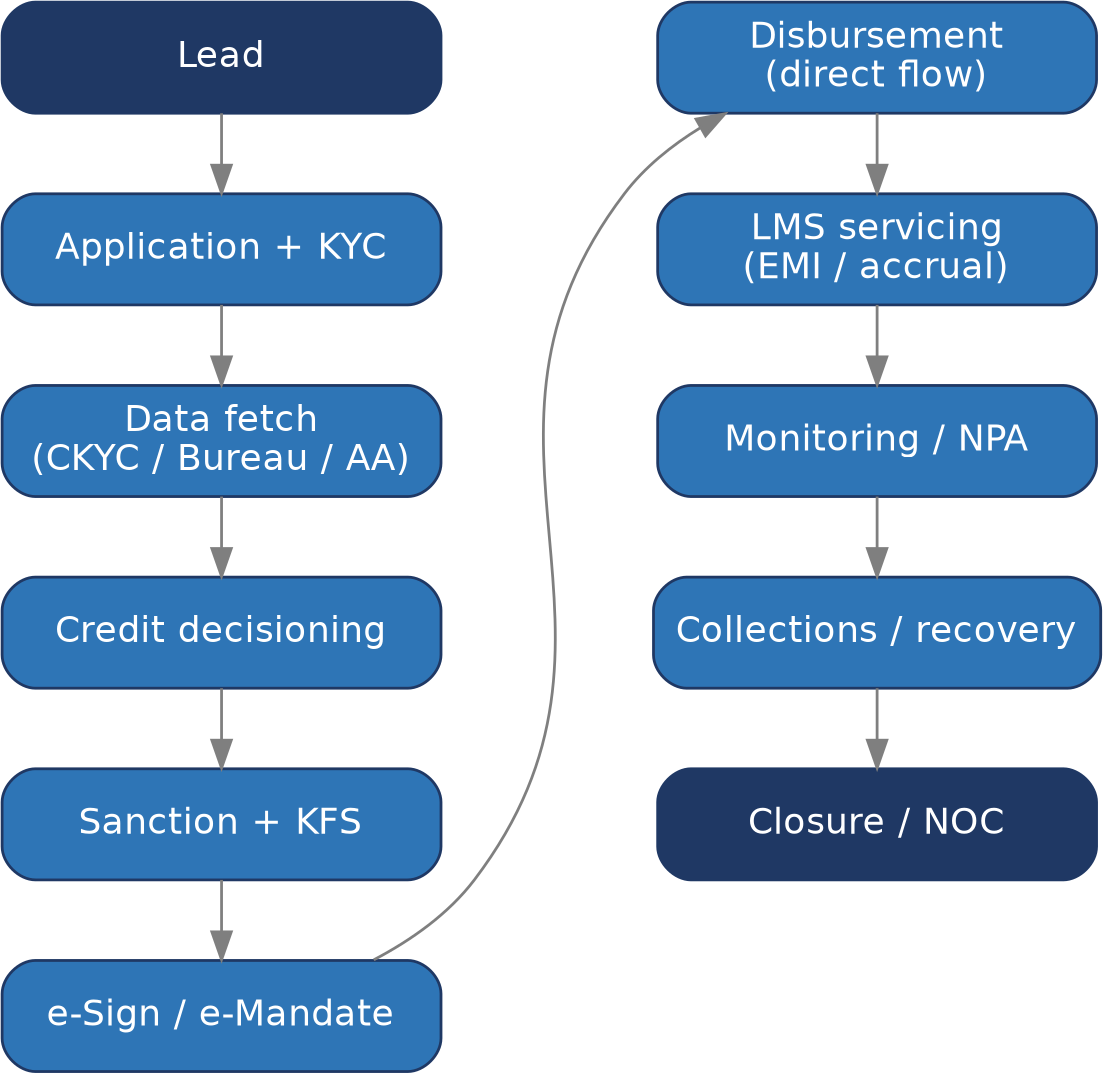 Lead
Application + KYC
Data fetch
(CKYC / Bureau / AA)
Credit decisioning
Sanction + KFS
e-Sign / e-Mandate
Disbursement
(direct flow)
LMS servicing
(EMI / accrual)
Monitoring / NPA
Collections / recovery
Closure / NOC